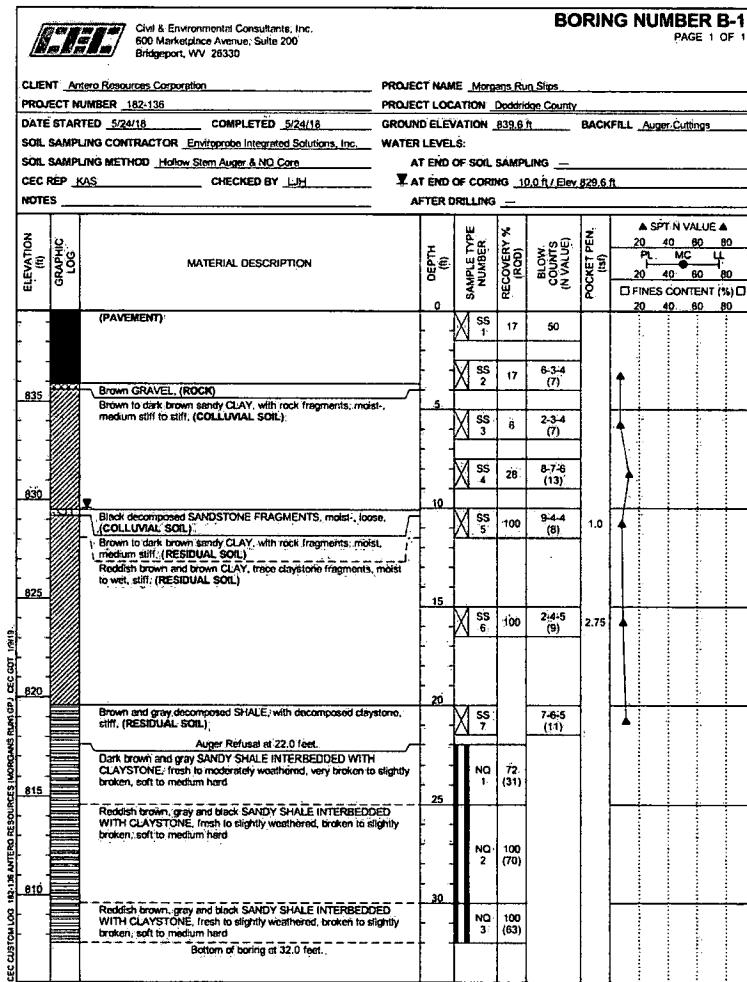 BORING NUMBER B-1
PAGE 1 OF 1
CEC
Civil & Environmental Consultants, Inc.
600 Marketplace Avenue, Suite 200
Bridgeport, WV 26330
CLIENT Antero Resources Corporation
PROJECT NAME Morgans Run Slips
PROJECT NUMBER 182-136
PROJECT LOCATION Doddridge County
DATE STARTED 5/24/18 COMPLETED 5/24/18
GROUND ELEVATION 839.6 ft BACKFILL Auger Cuttings
SOIL SAMPLING CONTRACTOR Enviroprobe Integrated Solutions, Inc.
WATER LEVELS:
SOIL SAMPLING METHOD Hollow Stem Auger & NQ Core
AT END OF SOIL SAMPLING —
CEC REP KAS CHECKED BY LJH
AT END OF CORING 10.0 ft / Elev 829.6 ft
NOTES
AFTER DRILLING —
ELEVATION (ft)
GRAPHIC LOG
MATERIAL DESCRIPTION
DEPTH (ft)
SAMPLE TYPE NUMBER
RECOVERY % (RQD)
BLOW COUNTS (N VALUE)
POCKET PEN. (tsf)
▲ SPT N VALUE ▲
20 40 60 80
PL MC LL
20 40 60 80
□ FINES CONTENT (%) □
20 40 60 80
0
(PAVEMENT)
SS 1 17 50
SS 2 17 6-3-4 (7)
835
Brown GRAVEL, (ROCK)
Brown to dark brown sandy CLAY, with rock fragments, moist-,
medium stiff to stiff, (COLLUVIAL SOIL)
5
SS 3 6 2-3-4 (7)
SS 4 28 8-7-6 (13)
830
10
Black decomposed SANDSTONE FRAGMENTS, moist-, loose,
(COLLUVIAL SOIL)
SS 5 100 9-4-4 (8) 1.0
Brown to dark brown sandy CLAY, with rock fragments, moist,
medium stiff, (RESIDUAL SOIL)
Reddish brown and brown CLAY, trace claystone fragments, moist
to wet, stiff, (RESIDUAL SOIL)
825
15
SS 6 100 2-4-5 (9) 2.75
820
20
Brown and gray decomposed SHALE, with decomposed claystone,
stiff, (RESIDUAL SOIL)
SS 7 7-6-5 (11)
Auger Refusal at 22.0 feet.
Dark brown and gray SANDY SHALE INTERBEDDED WITH
CLAYSTONE, fresh to moderately weathered, very broken to slightly
broken, soft to medium hard
NQ 1 72 (31)
815
25
Reddish brown, gray and black SANDY SHALE INTERBEDDED
WITH CLAYSTONE, fresh to slightly weathered, broken to slightly
broken, soft to medium hard
NQ 2 100 (70)
810
30
Reddish brown, gray and black SANDY SHALE INTERBEDDED
WITH CLAYSTONE, fresh to slightly weathered, broken to slightly
broken, soft to medium hard
NQ 3 100 (63)
Bottom of boring at 32.0 feet.
CEC CUSTOM LOG 182-136 ANTERO RESOURCES (MORGANS RUN).GPJ CEC.GDT 1/9/19